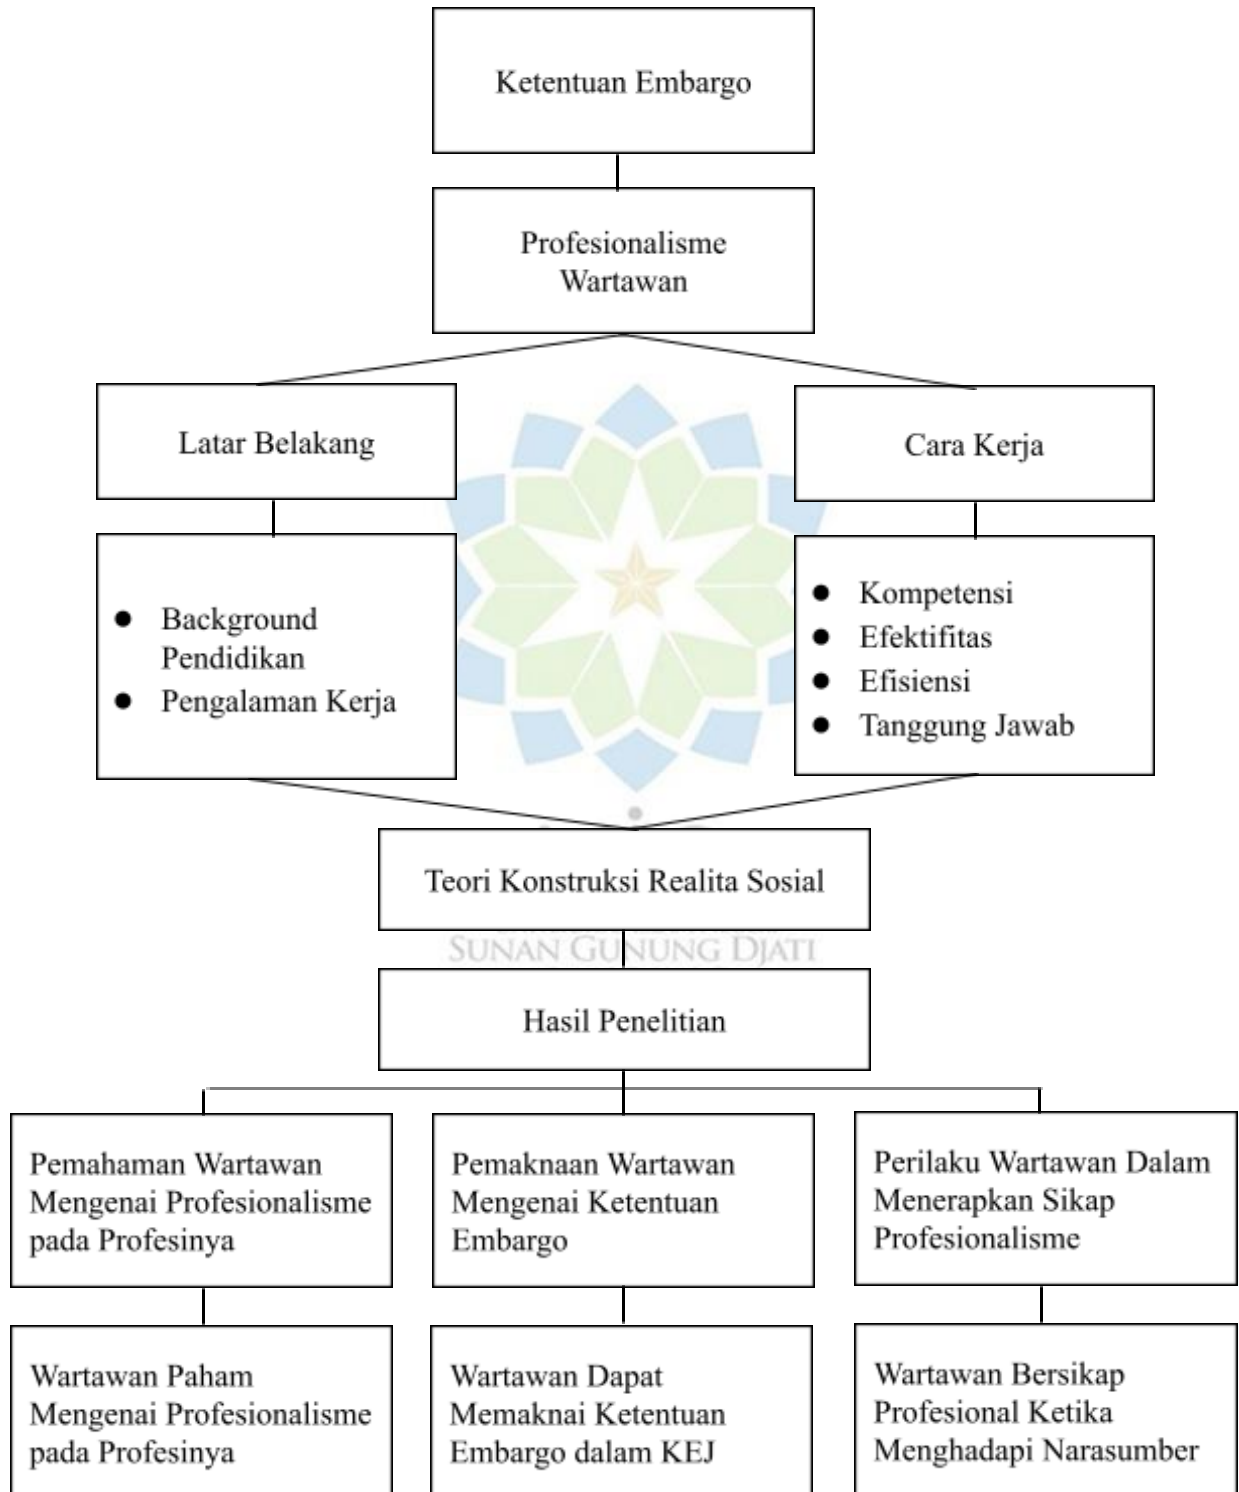 Ketentuan Embargo
Profesionalisme
Wartawan
Latar Belakang
Cara Kerja
● Background
Pendidikan
● Pengalaman Kerja
● Kompetensi
● Efektifitas
● Efisiensi
● Tanggung Jawab
Teori Konstruksi Realita Sosial
SUNAN GUNUNG DJATI
Hasil Penelitian
Pemahaman Wartawan
Mengenai Profesionalisme
pada Profesinya
Pemaknaan Wartawan
Mengenai Ketentuan
Embargo
Perilaku Wartawan Dalam
Menerapkan Sikap
Profesionalisme
Wartawan Paham
Mengenai Profesionalisme
pada Profesinya
Wartawan Dapat
Memaknai Ketentuan
Embargo dalam KEJ
Wartawan Bersikap
Profesional Ketika
Menghadapi Narasumber